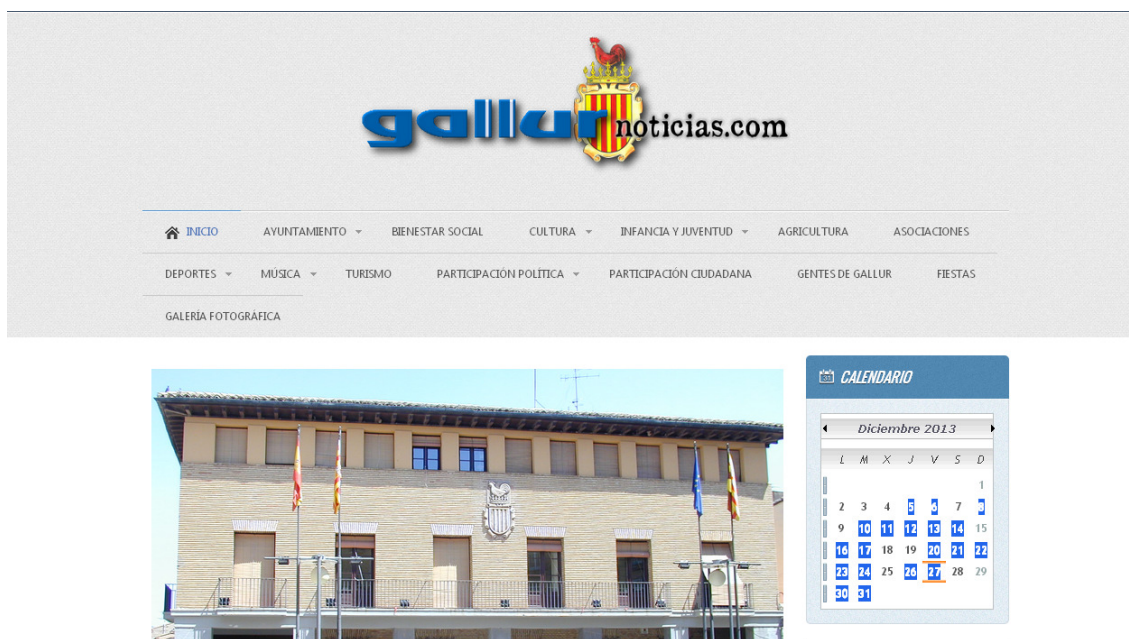 gallur noticias.com
INICIO AYUNTAMIENTO BIENESTAR SOCIAL CULTURA INFANCIA Y JUVENTUD AGRICULTURA ASOCIACIONES
DEPORTES MÚSICA TURISMO PARTICIPACIÓN POLÍTICA PARTICIPACIÓN CIUDADANA GENTES DE GALLUR FIESTAS
GALERÍA FOTOGRÁFICA
CALENDARIO
Diciembre 2013
L M X J V S D
1
2 3 4 5 6 7 8
9 10 11 12 13 14 15
16 17 18 19 20 21 22
23 24 25 26 27 28 29
30 31